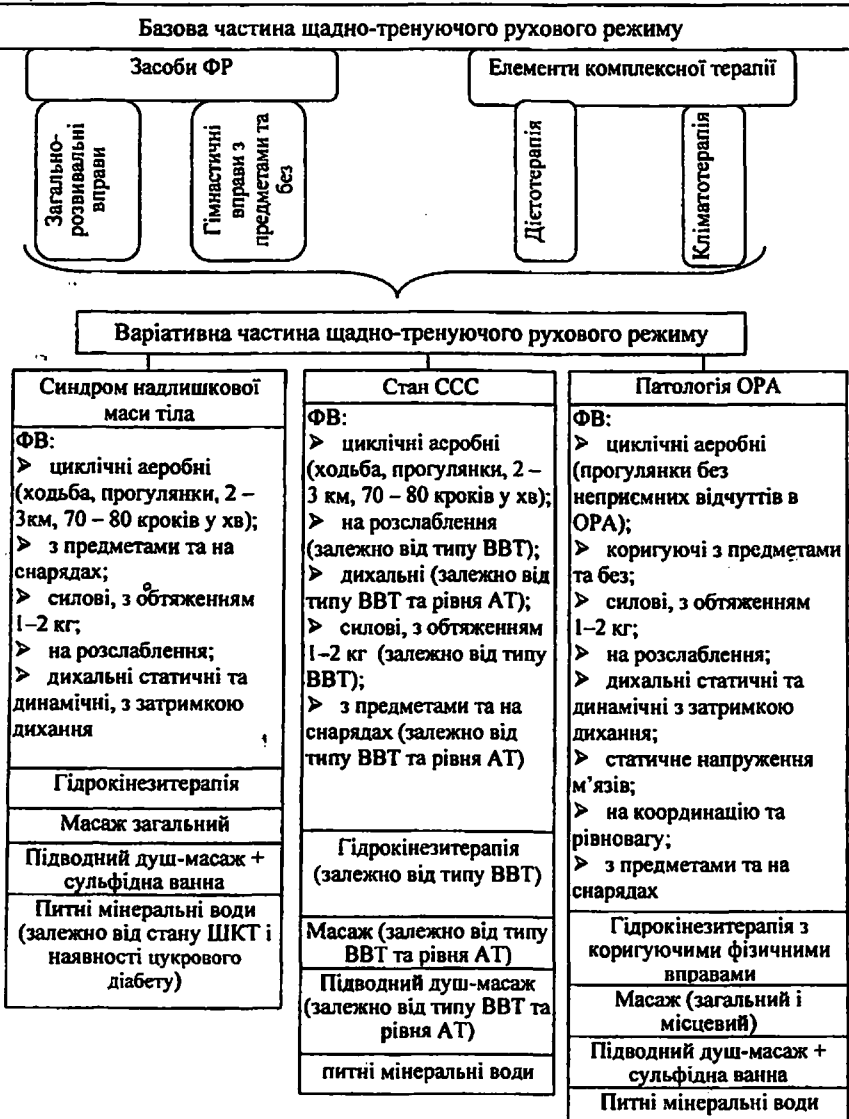 Базова частина щадно-тренуючого рухового режиму
Засоби ФР
Елементи комплексної терапії
Загально-
розвивальні
вправи
Гімнастичні
вправи з
предметами та
без
Дієтотерапія
Кліматотерапія
Варіативна частина щадно-тренуючого рухового режиму
Синдром надлишкової
маси тіла
ФВ:
➤ циклічні аеробні
(ходьба, прогулянки, 2 –
3км, 70 – 80 кроків у хв);
➤ з предметами та на
снарядах;
➤ силові, з обтяженням
1–2 кг;
➤ на розслаблення;
➤ дихальні статичні та
динамічні, з затримкою
дихання
Гідрокінезитерапія
Масаж загальний
Підводний душ-масаж +
сульфідна ванна
Питні мінеральні води
(залежно від стану ШКТ і
наявності цукрового
діабету)
Стан ССС
ФВ:
➤ циклічні аеробні
(ходьба, прогулянки, 2 –
3 км, 70 – 80 кроків у хв);
➤ на розслаблення
(залежно від типу ВВТ);
➤ дихальні (залежно від
типу ВВТ та рівня АТ);
➤ силові, з обтяженням
1–2 кг (залежно від типу
ВВТ);
➤ з предметами та на
снарядах (залежно від
типу ВВТ та рівня АТ)
Гідрокінезитерапія
(залежно від типу ВВТ)
Масаж (залежно від типу
ВВТ та рівня АТ)
Підводний душ-масаж
(залежно від типу ВВТ та
рівня АТ)
питні мінеральні води
Патологія ОРА
ФВ:
➤ циклічні аеробні
(прогулянки без
неприємних відчуттів в
ОРА);
➤ коригуючі з предметами
та без;
➤ силові, з обтяженням
1–2 кг;
➤ на розслаблення;
➤ дихальні статичні та
динамічні з затримкою
дихання;
➤ статичне напруження
м’язів;
➤ на координацію та
рівновагу;
➤ з предметами та на
снарядах
Гідрокінезитерапія з
коригуючими фізичними
вправами
Масаж (загальний і
місцевий)
Підводний душ-масаж +
сульфідна ванна
Питні мінеральні води